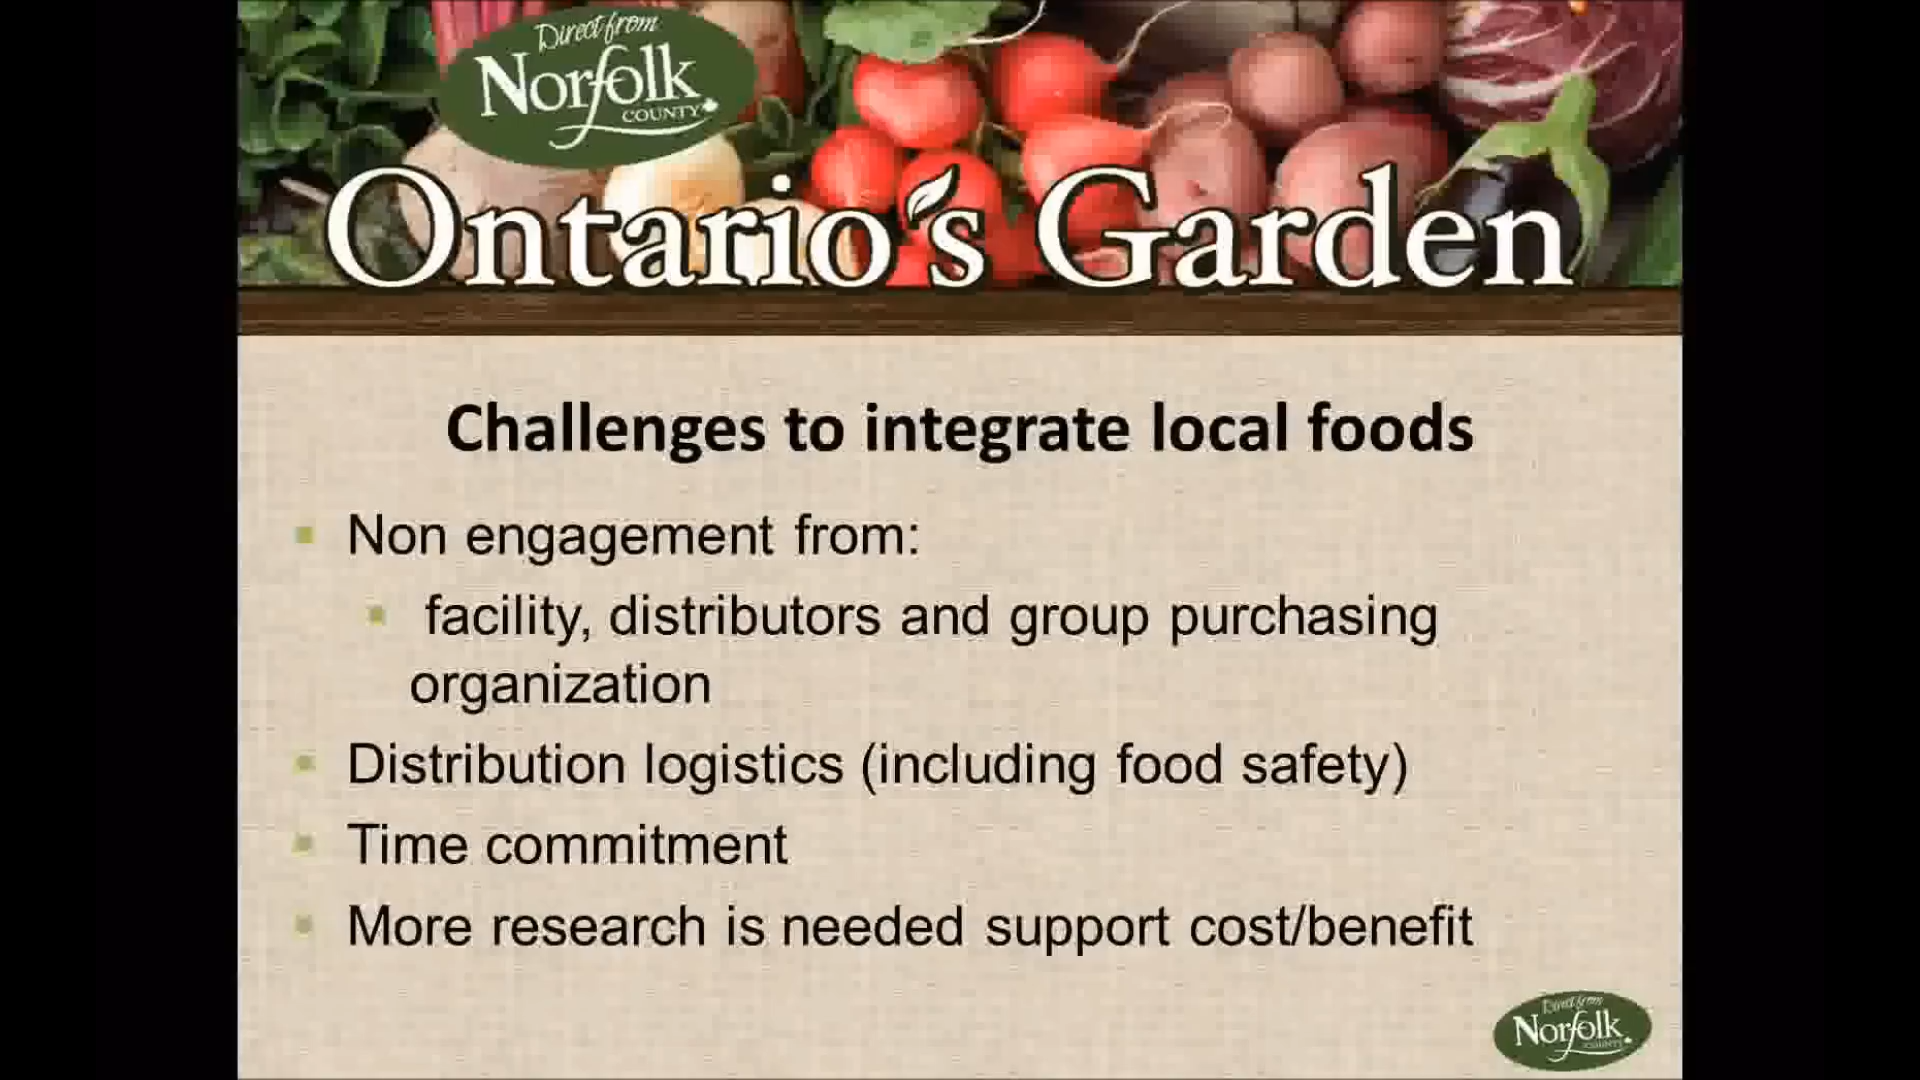 Direct from
Norfolk
COUNTY
Ontario's Garden
Challenges to integrate local foods
Non engagement from:
facility, distributors and group purchasing
organization
Distribution logistics (including food safety)
Time commitment
More research is needed support cost/benefit
Direct from
Norfolk
COUNTY